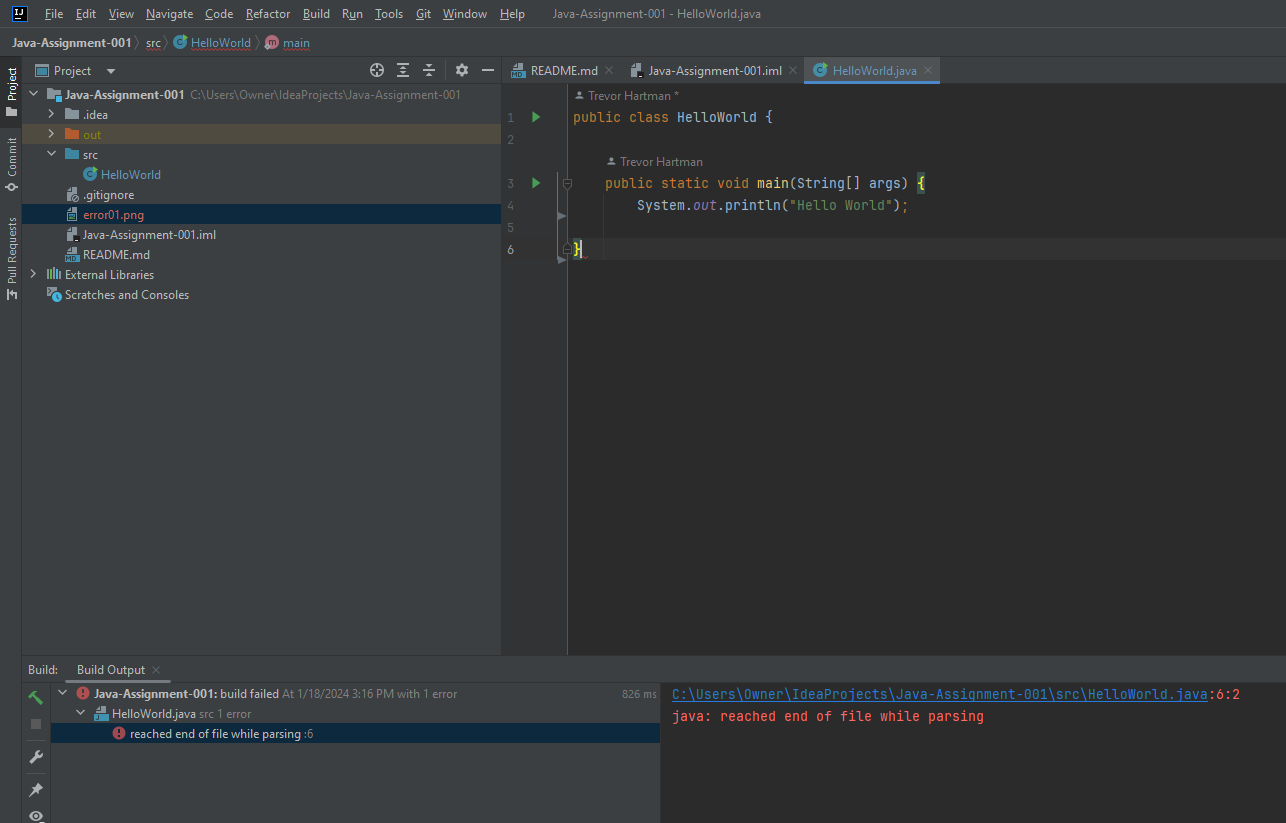 File Edit View Navigate Code Refactor Build Run Tools Git Window Help Java-Assignment-001 - HelloWorld.java
Java-Assignment-001 src HelloWorld main
Project
Commit
Pull Requests
Project
Java-Assignment-001 C:\Users\Owner\IdeaProjects\Java-Assignment-001
.idea
out
src
HelloWorld
.gitignore
error01.png
Java-Assignment-001.iml
README.md
External Libraries
Scratches and Consoles
README.md Java-Assignment-001.iml HelloWorld.java
Trevor Hartman *
1 public class HelloWorld {
2
Trevor Hartman
3 public static void main(String[] args) {
4 System.out.println("Hello World");
5
6 }
Build: Build Output
Java-Assignment-001: build failed At 1/18/2024 3:16 PM with 1 error 826 ms
HelloWorld.java src 1 error
reached end of file while parsing :6
C:\Users\Owner\IdeaProjects\Java-Assignment-001\src\HelloWorld.java:6:2
java: reached end of file while parsing